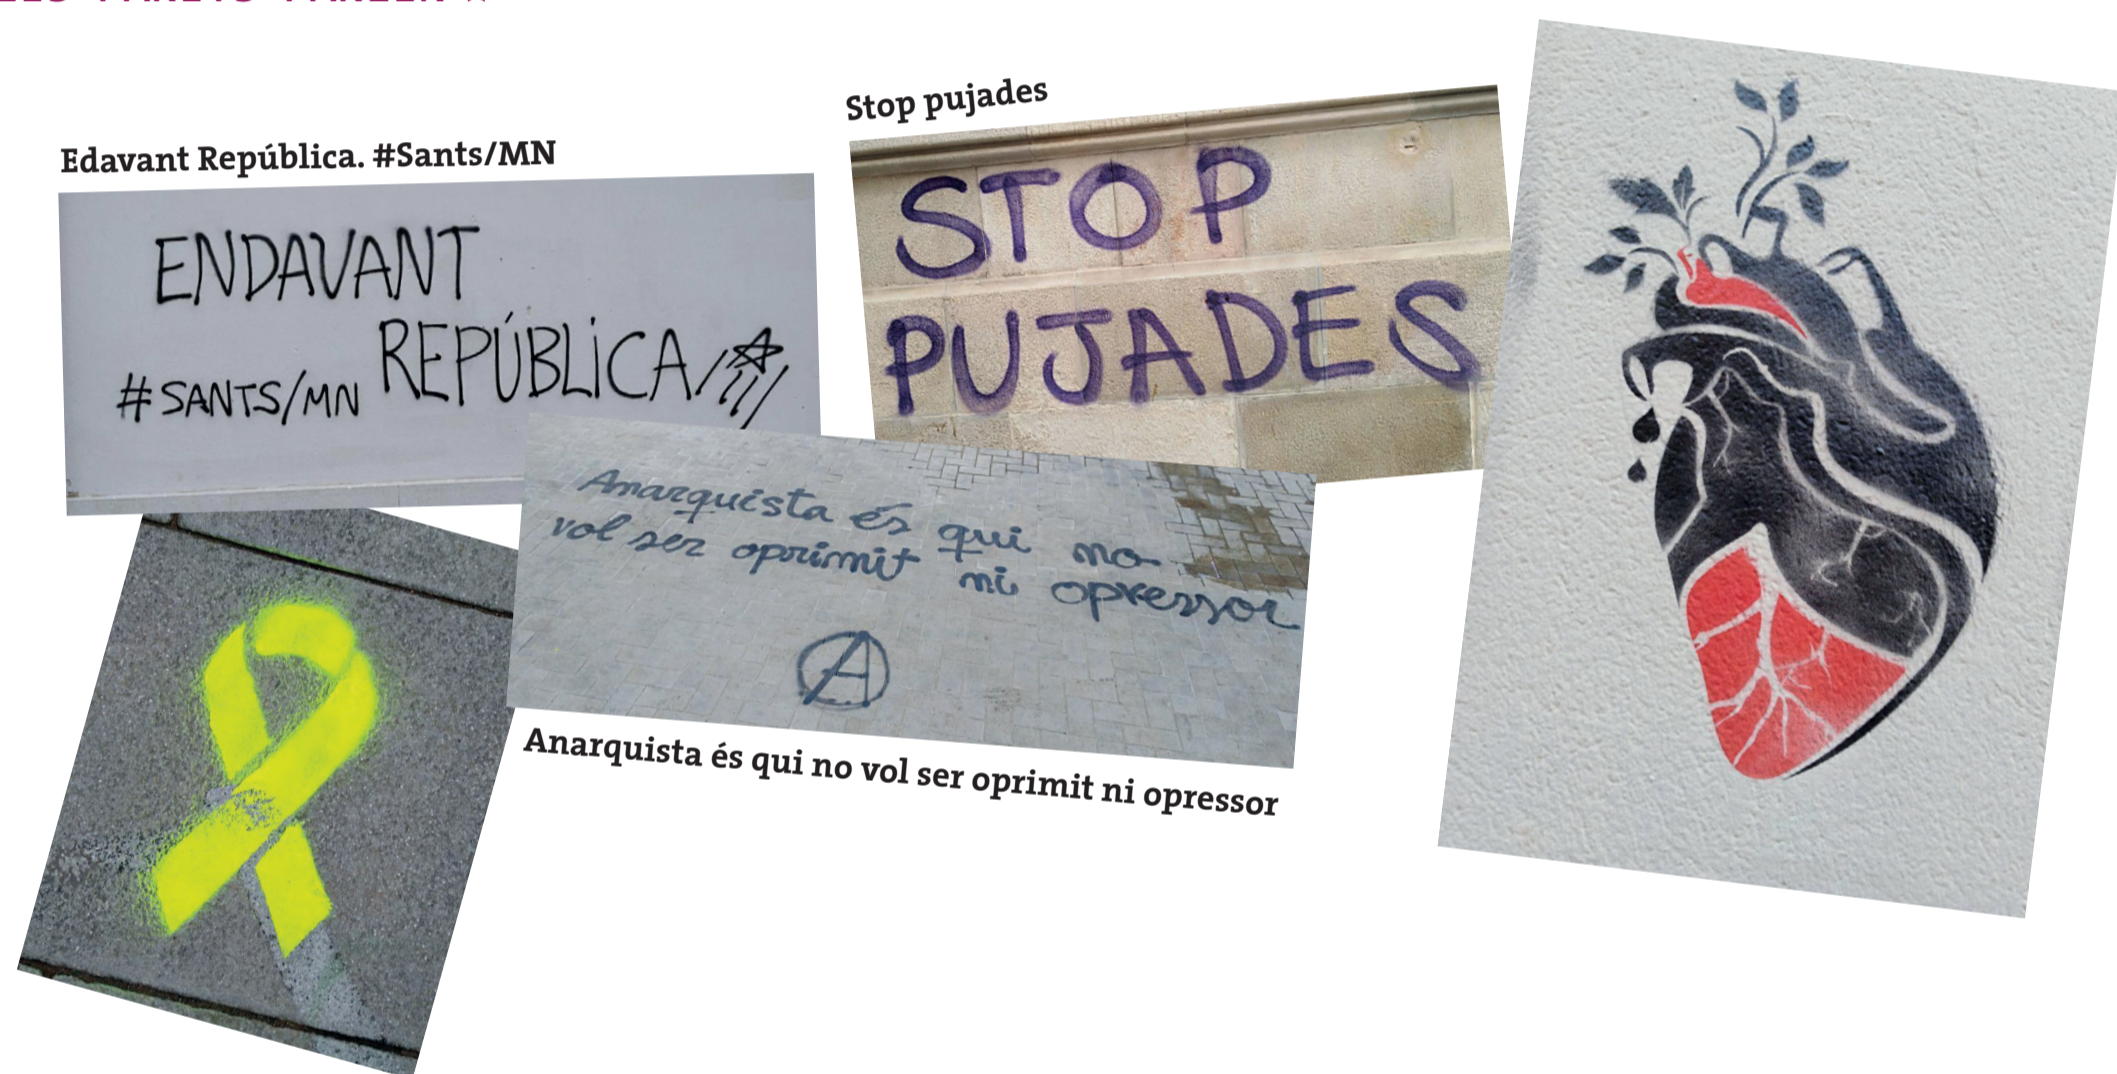 Edavant República. #Sants/MN
ENDAVANT
REPÚBLICA
#SANTS/MN
Stop pujades
STOP
PUJADES
Anarquista és qui no
vol ser oprimit ni opressor
A
Anarquista és qui no vol ser oprimit ni opressor